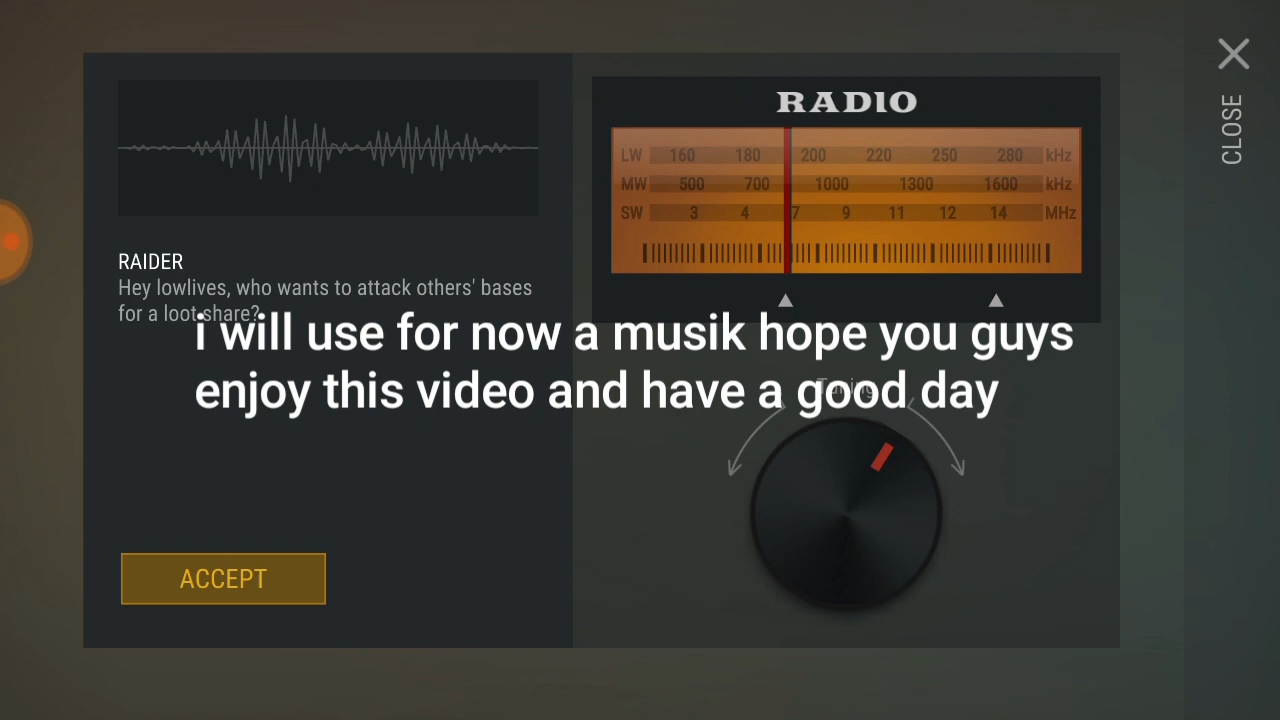 RADIO
LW 160 180 200 220 250 280 kHz
MW 500 700 1000 1300 1600 kHz
SW 3 4 7 9 11 12 14 MHz
CLOSE
RAIDER
Hey lowlives, who wants to attack others' bases
for a loot share?
i will use for now a musik hope you guys
enjoy this video and have a good day
Tuning
ACCEPT